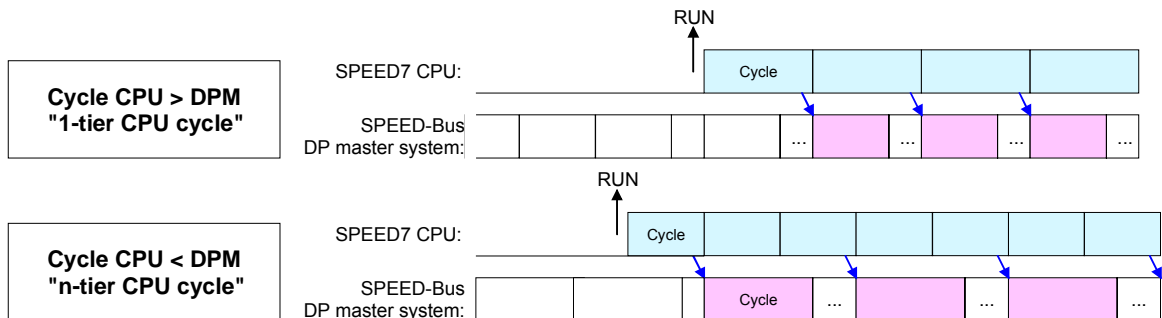 RUN
SPEED7 CPU:
Cycle
Cycle CPU > DPM
"1-tier CPU cycle"
SPEED-Bus
DP master system:
... ... ... ...
RUN
SPEED7 CPU:
Cycle
Cycle CPU < DPM
"n-tier CPU cycle"
SPEED-Bus
DP master system:
Cycle ... ... ...